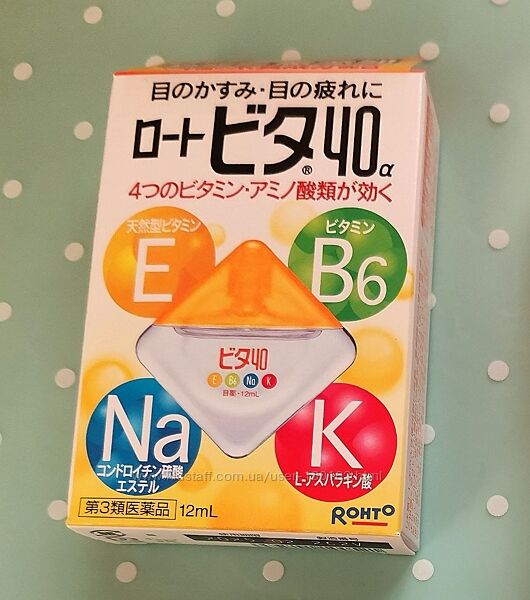 目のかすみ・目の疲れに
ロートビタ®40α
4つのビタミン・アミノ酸類が効く
天然型ビタミン
E
ビタミン
B6
ビタ40
E B6 Na K
目薬・12mL
Na
コンドロイチン硫酸
エステル
K
L-アスパラギン酸
第3類医薬品 12mL
ROHTO